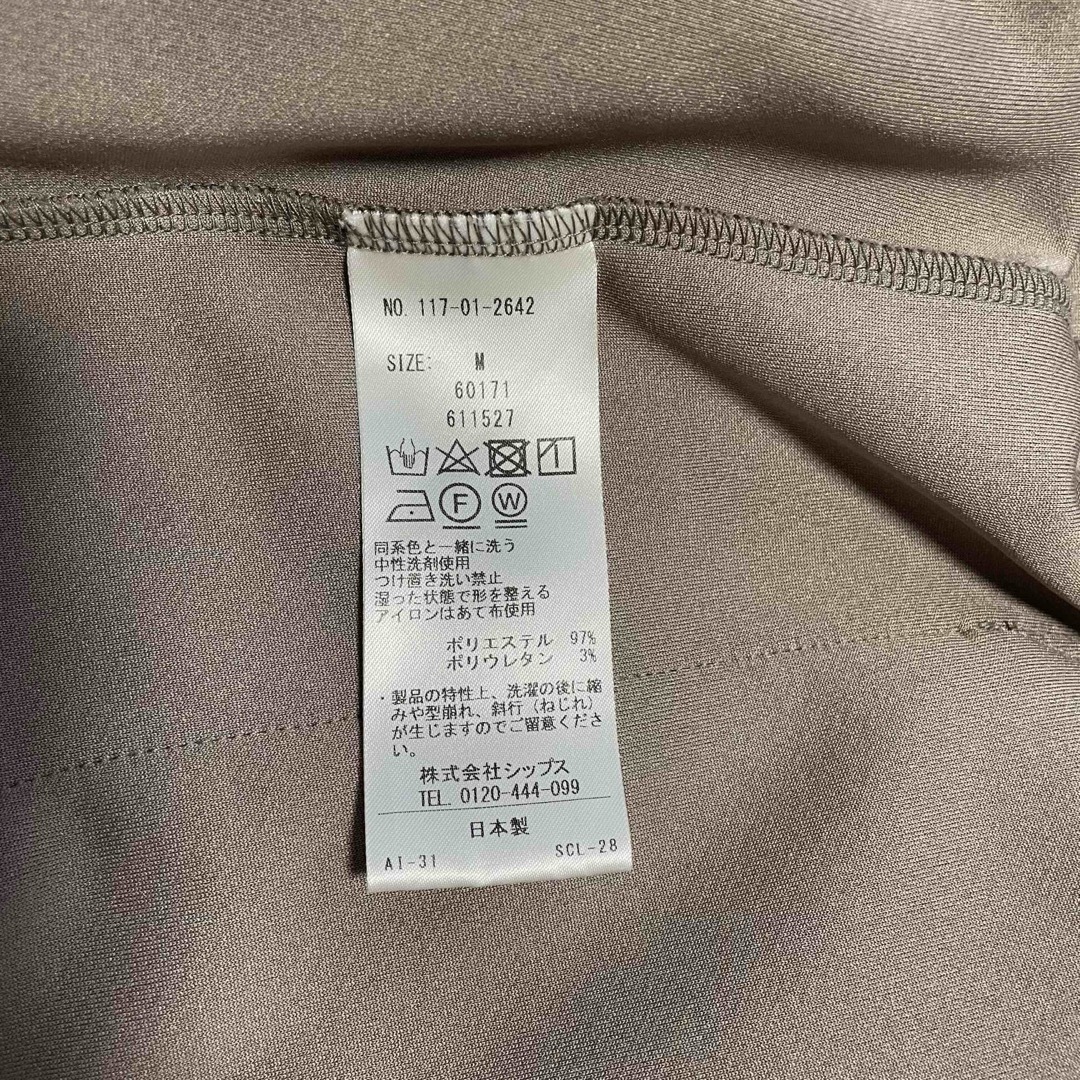 NO. 117-01-2642
SIZE: M
60171
611527
F W
同系色と一緒に洗う
中性洗剤使用
つけ置き洗い禁止
湿った状態で形を整える
アイロンはあて布使用
ポリエステル 97%
ポリウレタン 3%
・製品の特性上、洗濯の後に縮
みや型崩れ、斜行（ねじれ）
が生じますのでご留意くださ
い。
株式会社シップス
TEL. 0120-444-099
日本製
AI-31 SCL-28